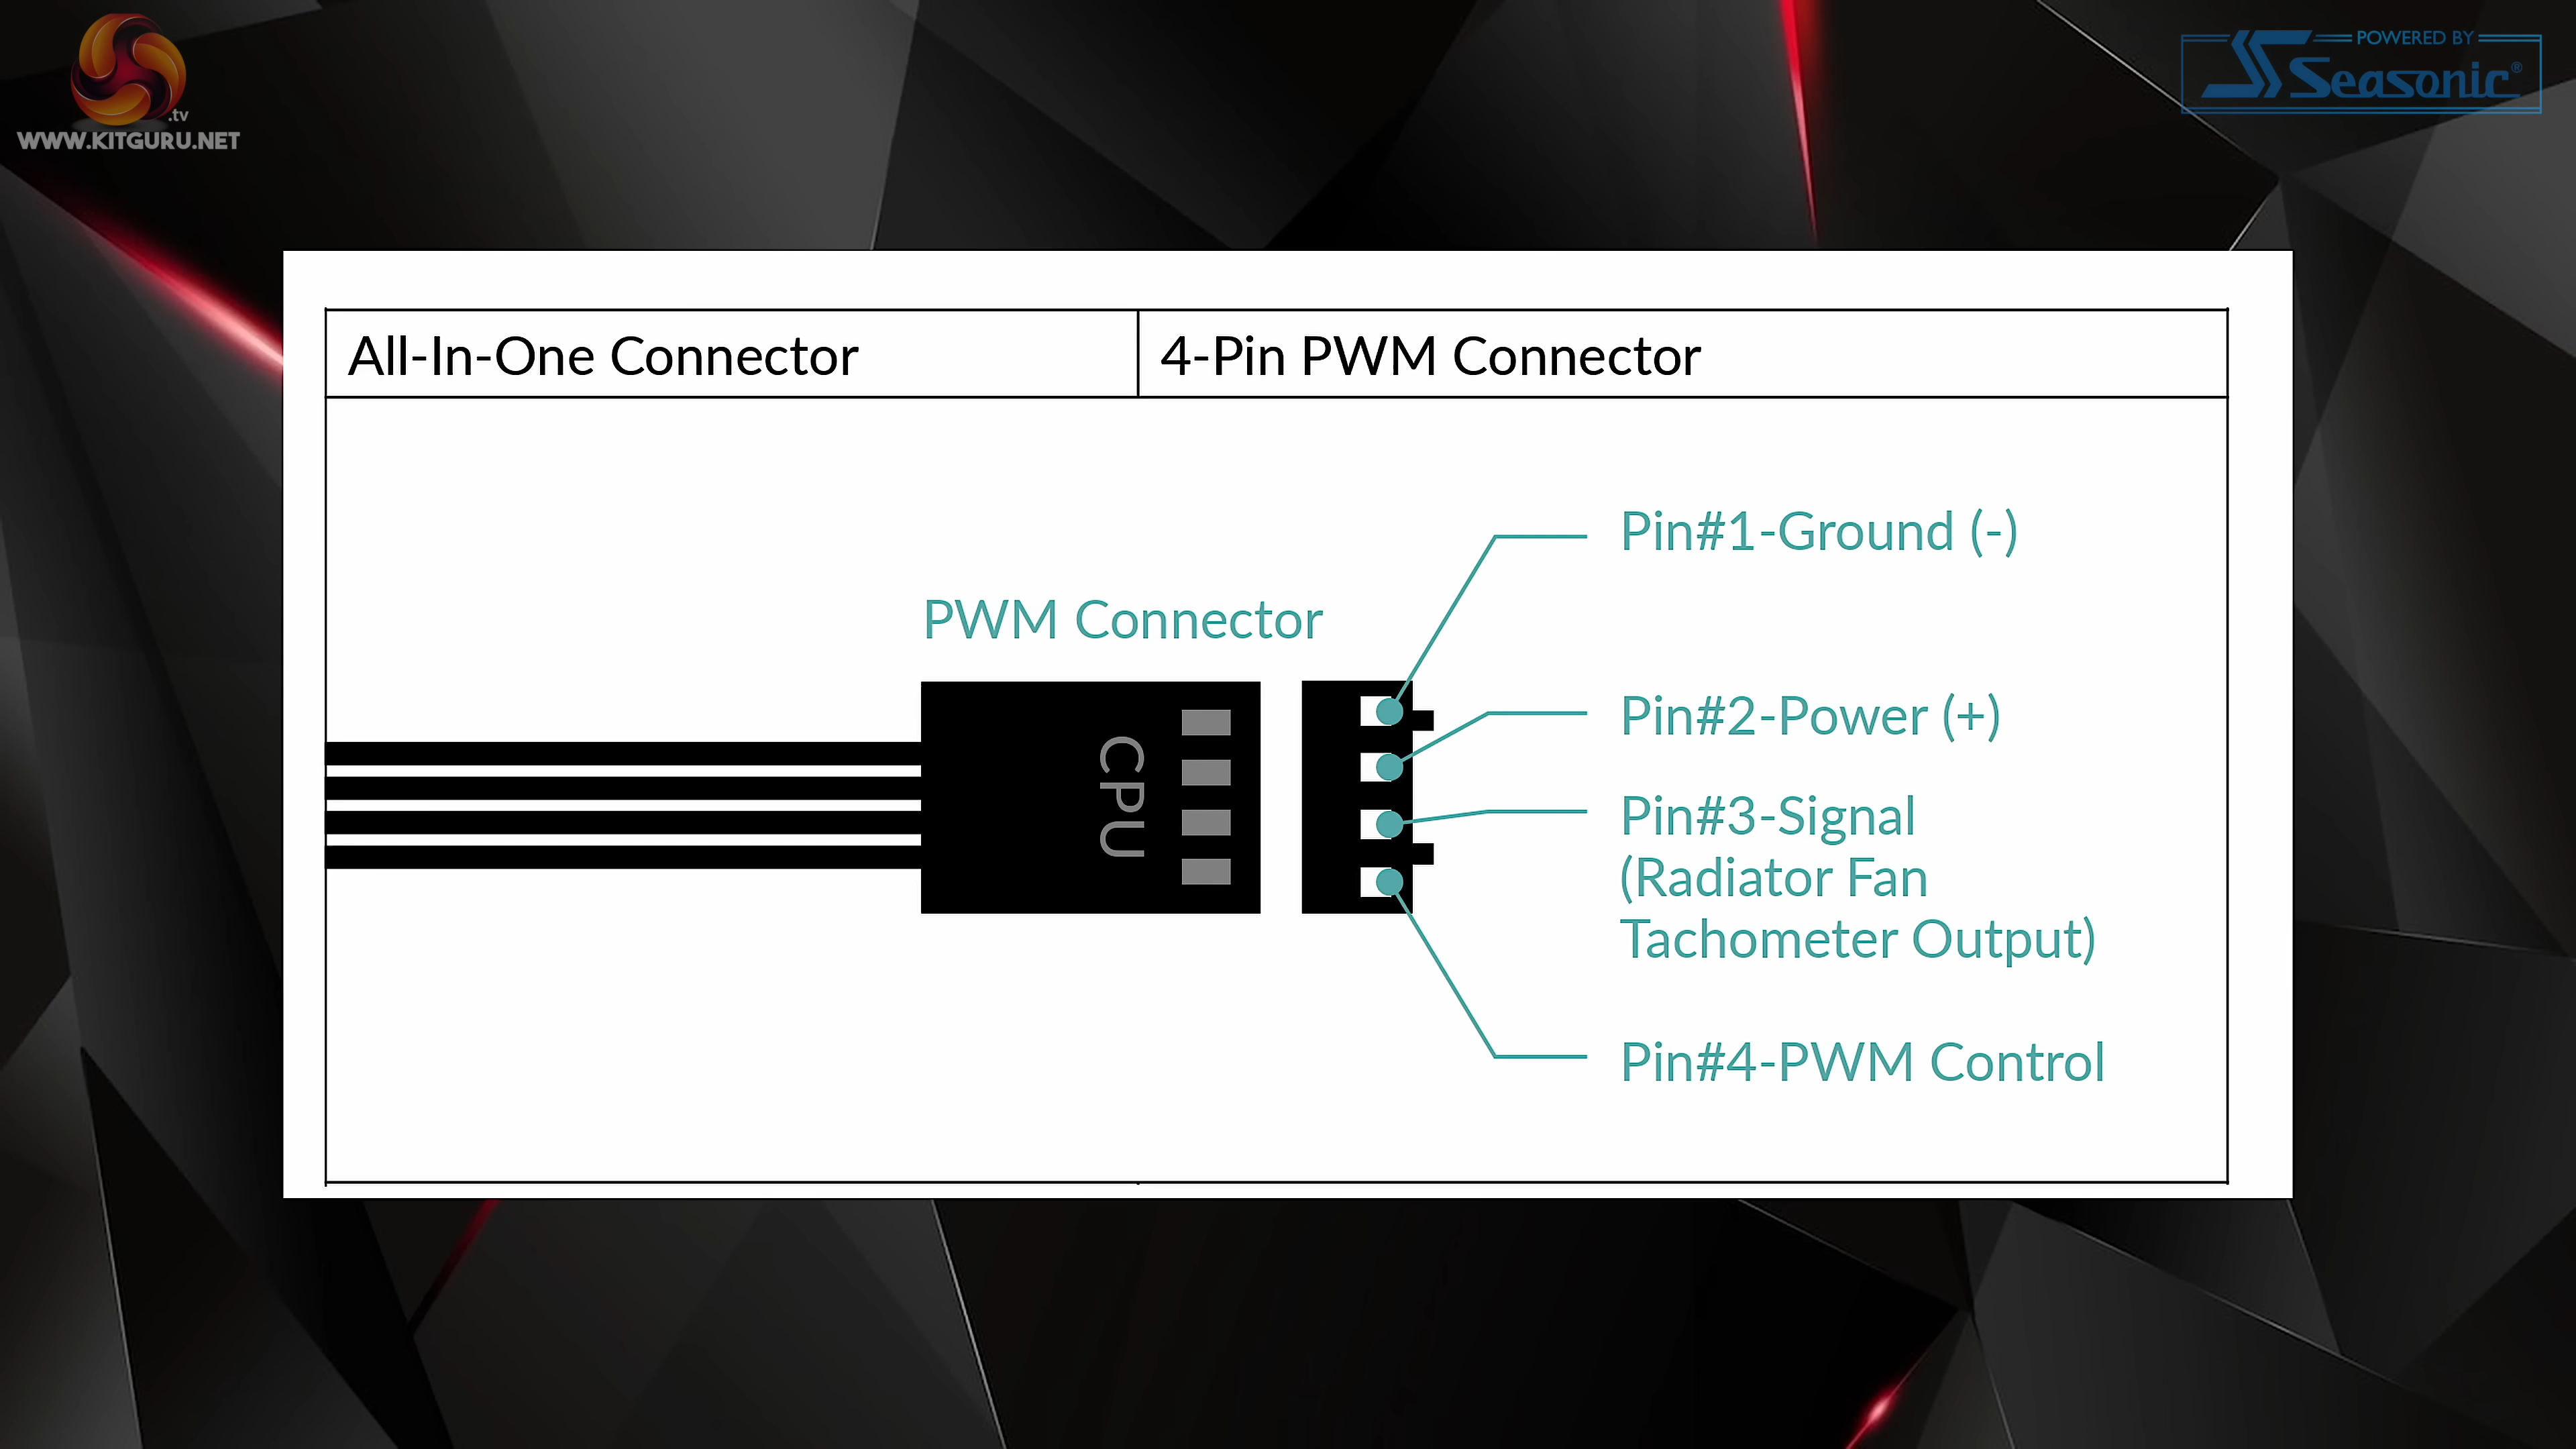 .tv
WWW.KITGURU.NET
POWERED BY
Seasonic®
All-In-One Connector
4-Pin PWM Connector
Pin#1-Ground (-)
PWM Connector
Pin#2-Power (+)
CPU
Pin#3-Signal
(Radiator Fan
Tachometer Output)
Pin#4-PWM Control